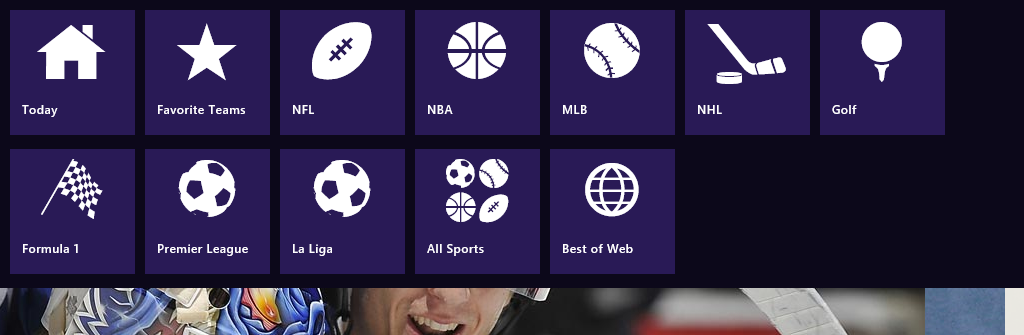 Today
Favorite Teams
NFL
NBA
MLB
NHL
Golf
Formula 1
Premier League
La Liga
All Sports
Best of Web